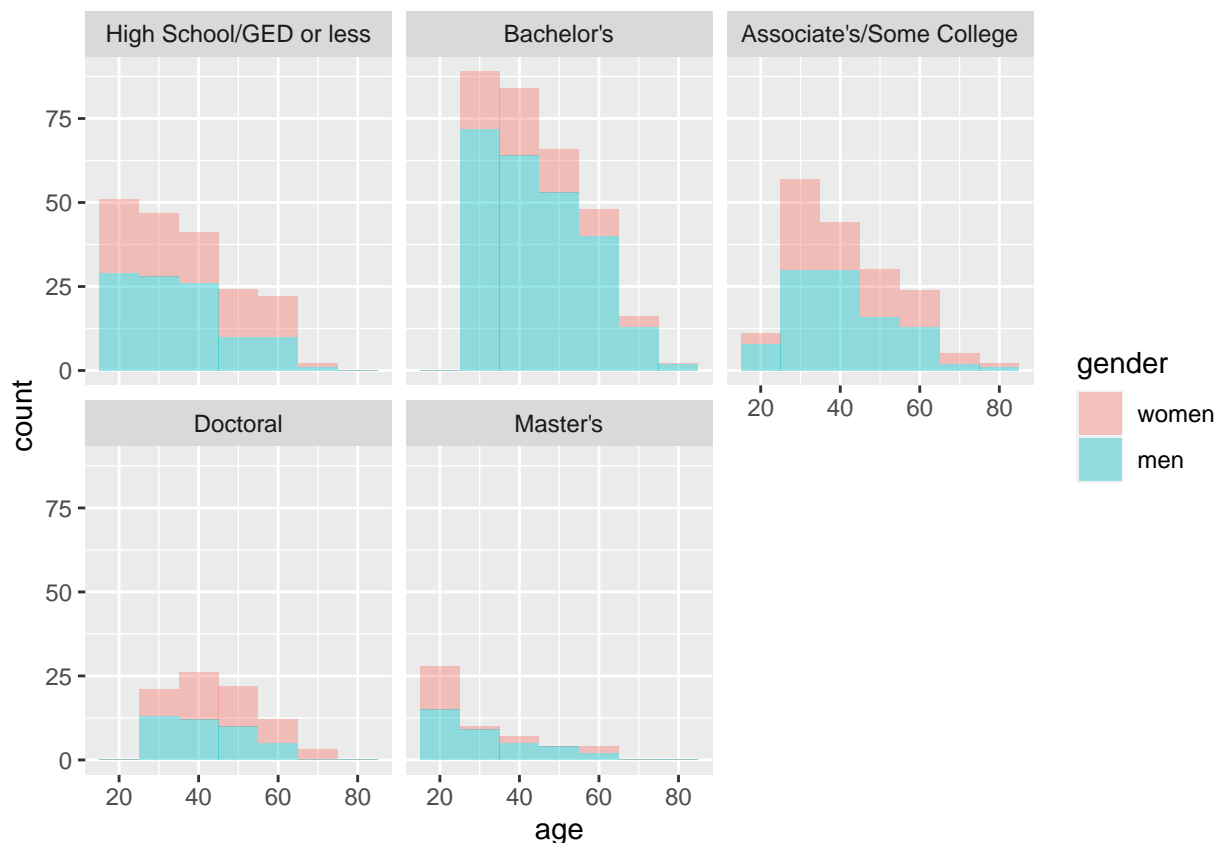 High School/GED or less
Bachelor's
Associate's/Some College
75
50
25
0
20 40 60 80
count
gender
women
men
Doctoral
Master's
75
50
25
0
20 40 60 80
20 40 60 80
age